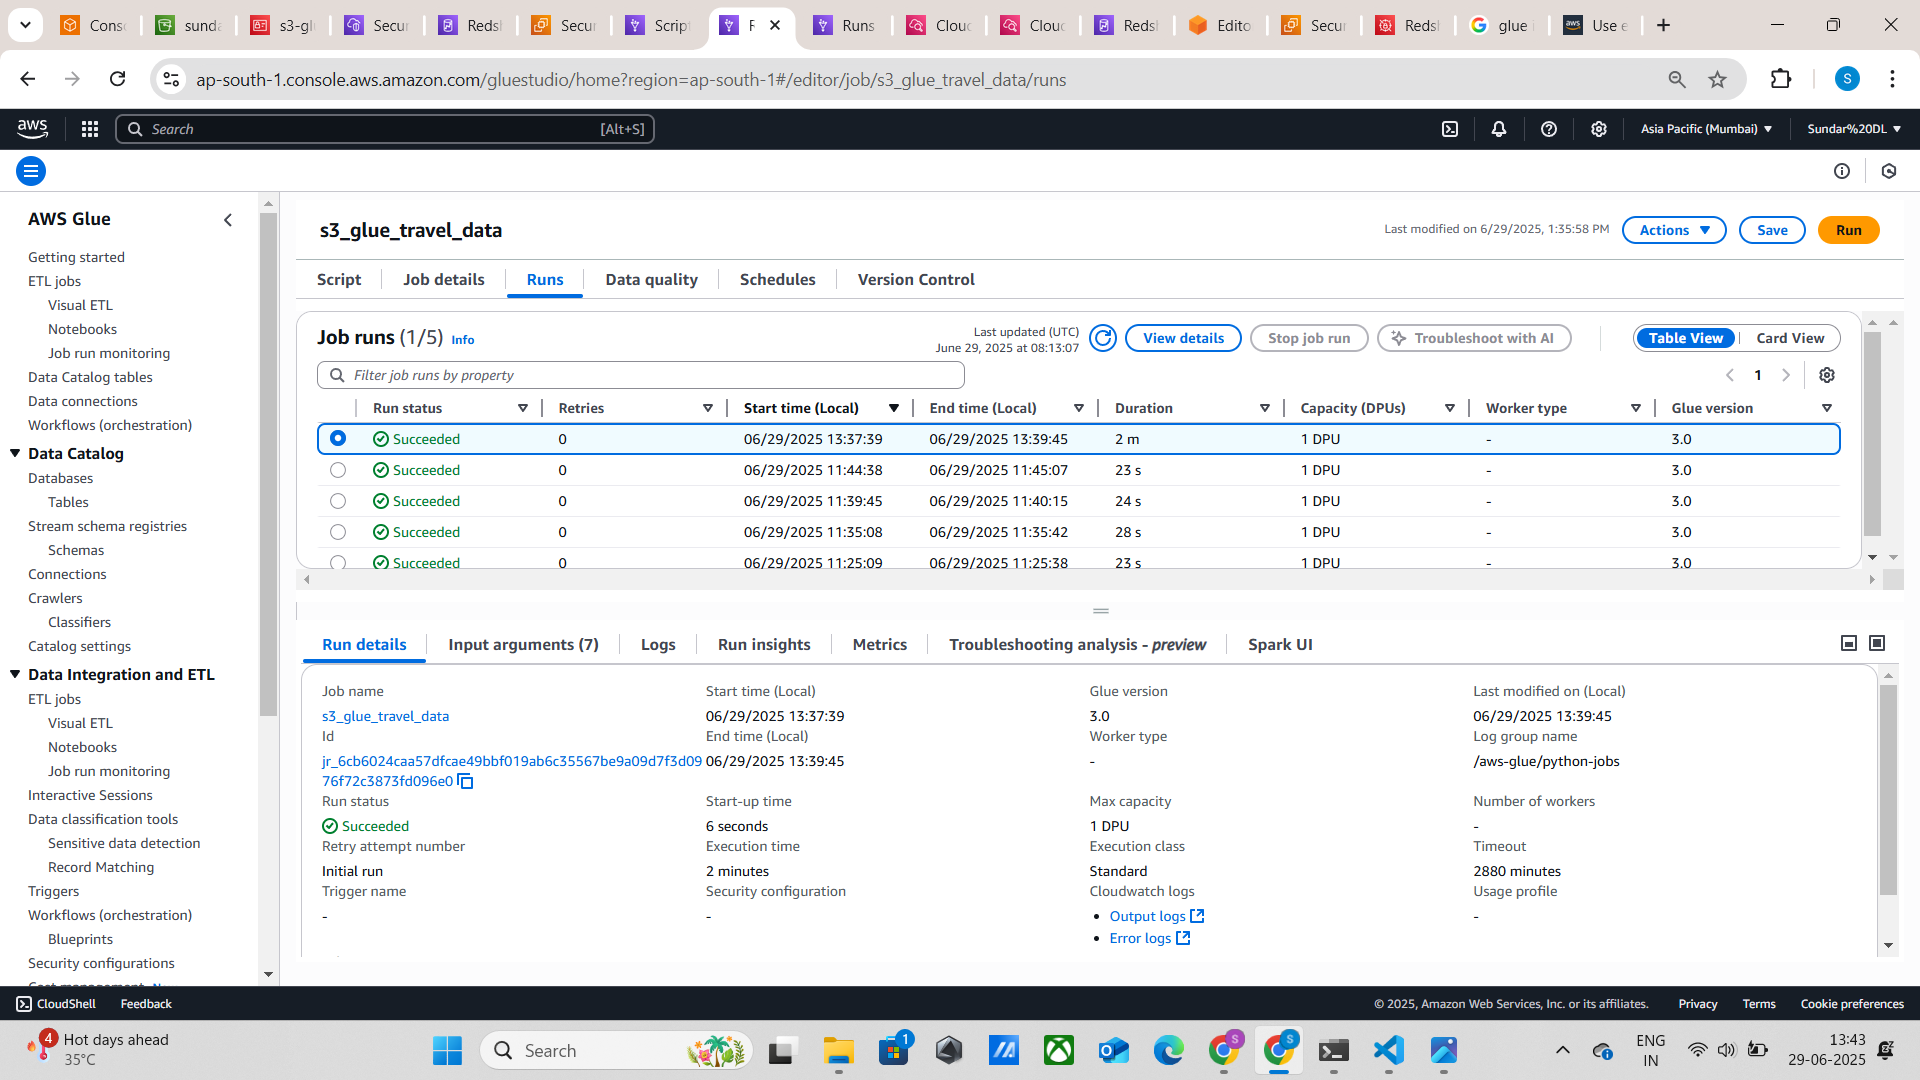 Cons
sunda
s3-gl
Secur
Redsh
Secur
Script
F
Runs
Cloud
Cloud
Redsh
Edito
Secur
Redsh
glue i
Use e
ap-south-1.console.aws.amazon.com/gluestudio/home?region=ap-south-1#/editor/job/s3_glue_travel_data/runs
S
aws
Search
[Alt+S]
Asia Pacific (Mumbai)
Sundar%20DL
AWS Glue
Getting started
ETL jobs
Visual ETL
Notebooks
Job run monitoring
Data Catalog tables
Data connections
Workflows (orchestration)
Data Catalog
Databases
Tables
Stream schema registries
Schemas
Connections
Crawlers
Classifiers
Catalog settings
Data Integration and ETL
ETL jobs
Visual ETL
Notebooks
Job run monitoring
Interactive Sessions
Data classification tools
Sensitive data detection
Record Matching
Triggers
Workflows (orchestration)
Blueprints
Security configurations
s3_glue_travel_data
Last modified on 6/29/2025, 1:35:58 PM
Actions
Save
Run
Script
Job details
Runs
Data quality
Schedules
Version Control
Job runs (1/5) Info
Last updated (UTC)
June 29, 2025 at 08:13:07
View details
Stop job run
Troubleshoot with AI
Table View
Card View
Filter job runs by property
1
Run status Retries Start time (Local) End time (Local) Duration Capacity (DPUs) Worker type Glue version
Succeeded 0 06/29/2025 13:37:39 06/29/2025 13:39:45 2 m 1 DPU - 3.0
Succeeded 0 06/29/2025 11:44:38 06/29/2025 11:45:07 23 s 1 DPU - 3.0
Succeeded 0 06/29/2025 11:39:45 06/29/2025 11:40:15 24 s 1 DPU - 3.0
Succeeded 0 06/29/2025 11:35:08 06/29/2025 11:35:42 28 s 1 DPU - 3.0
Succeeded 0 06/29/2025 11:25:09 06/29/2025 11:25:38 23 s 1 DPU - 3.0
Run details
Input arguments (7)
Logs
Run insights
Metrics
Troubleshooting analysis - preview
Spark UI
Job name
s3_glue_travel_data
Id
jr_6cb6024caa57dfcae49bbf019ab6c35567be9a09d7f3d09
76f72c3873fd096e0
Run status
Succeeded
Retry attempt number
Initial run
Trigger name
-
Start time (Local)
06/29/2025 13:37:39
End time (Local)
06/29/2025 13:39:45
Start-up time
6 seconds
Execution time
2 minutes
Security configuration
-
Glue version
3.0
Worker type
-
Max capacity
1 DPU
Execution class
Standard
Cloudwatch logs
• Output logs
• Error logs
Last modified on (Local)
06/29/2025 13:39:45
Log group name
/aws-glue/python-jobs
Number of workers
-
Timeout
2880 minutes
Usage profile
-
CloudShell
Feedback
© 2025, Amazon Web Services, Inc. or its affiliates.
Privacy
Terms
Cookie preferences
4
Hot days ahead
35°C
Search
1
S
S
ENG
IN
13:43
29-06-2025